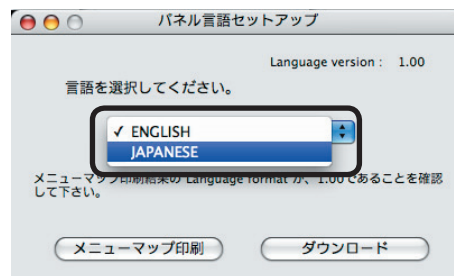 パネル言語セットアップ
Language version : 1.00
言語を選択してください。
✓ ENGLISH
JAPANESE
メニューマップ印刷結果の Language format が、1.00であることを確認
して下さい。
メニューマップ印刷
ダウンロード